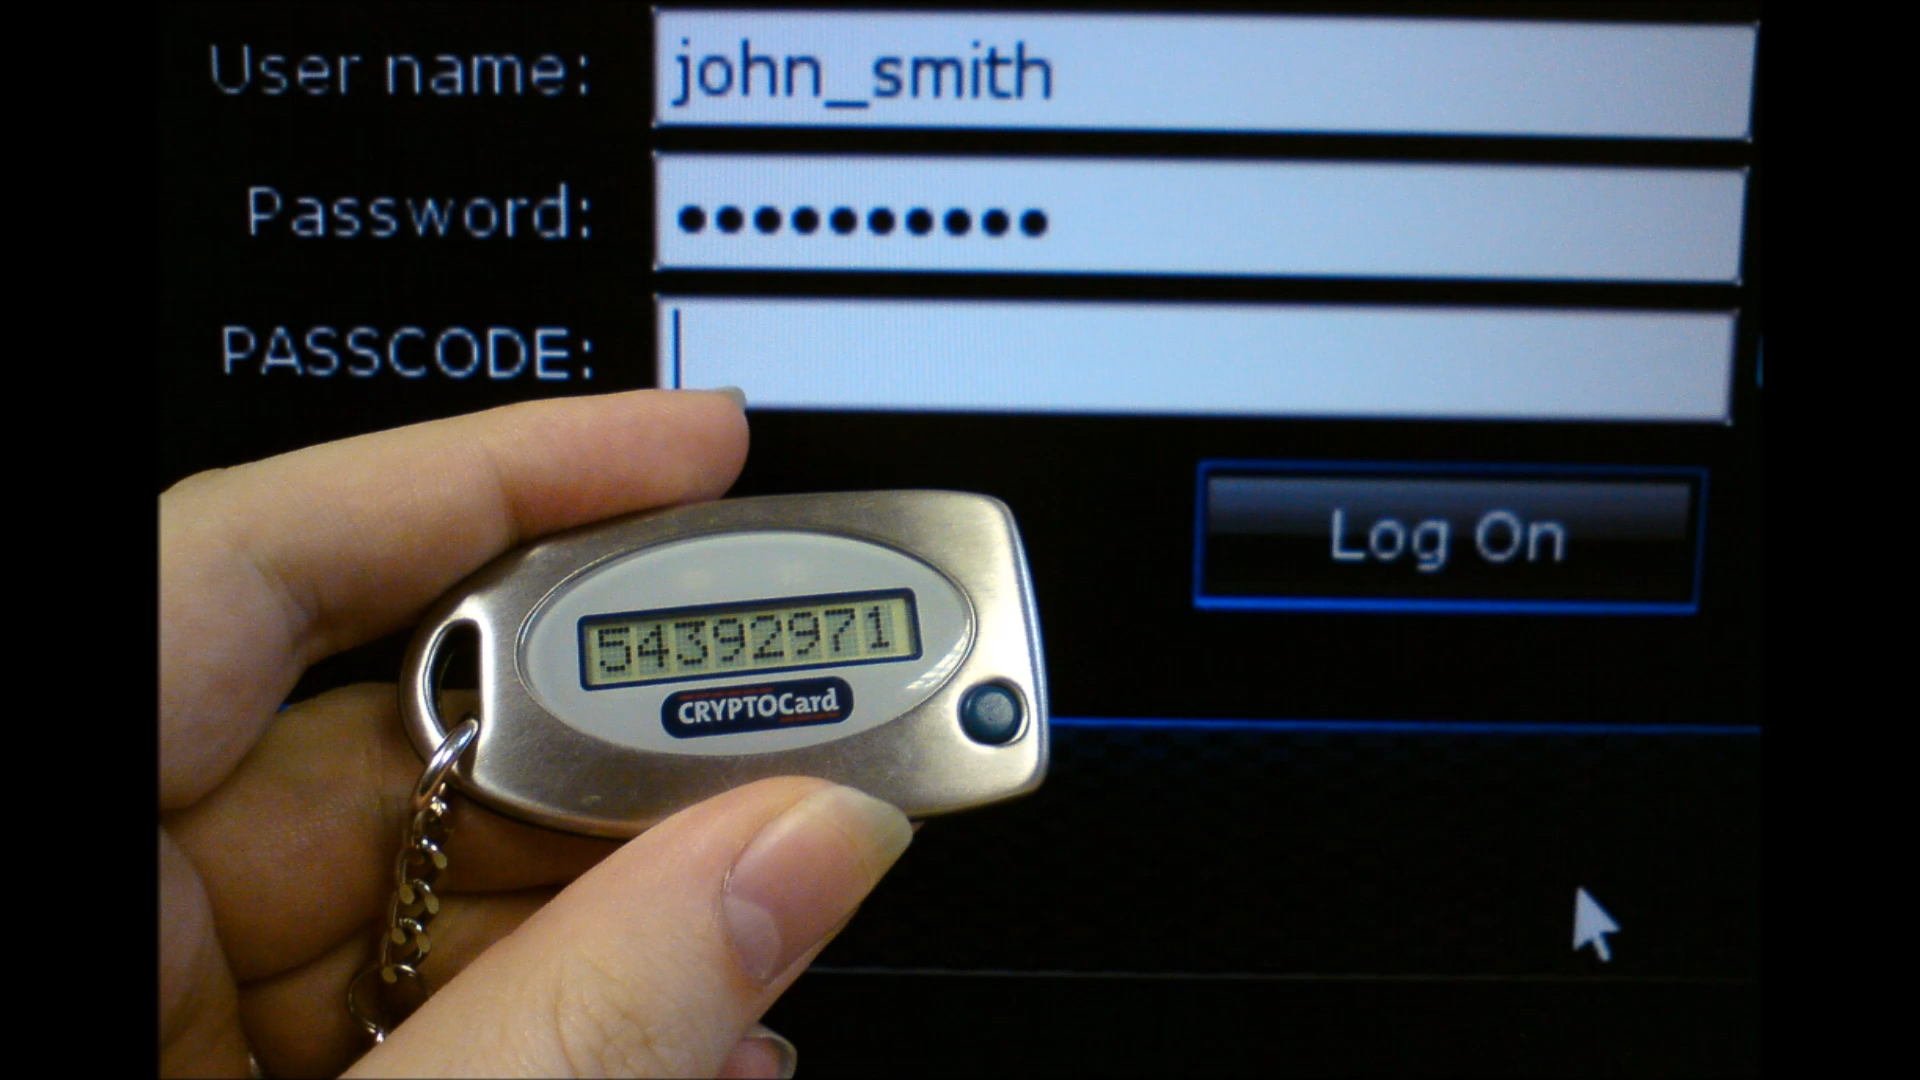 User name: john_smith
Password: ••••••••••
PASSCODE:
Log On
54392971
CRYPTOCard